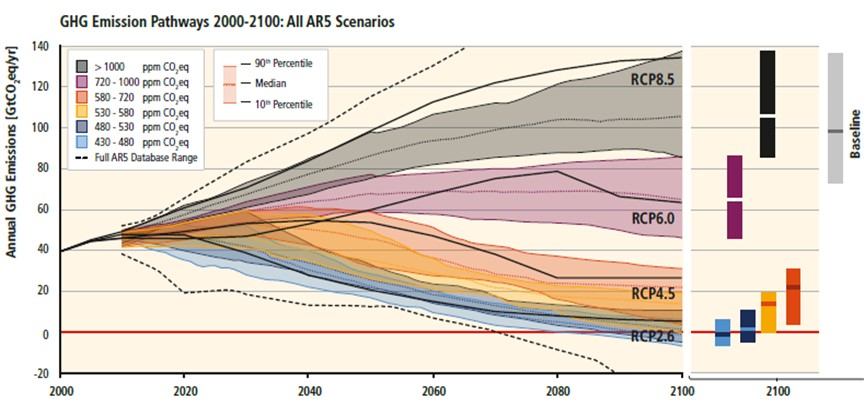 GHG Emission Pathways 2000-2100: All AR5 Scenarios
Annual GHG Emissions [GtCO₂eq/yr]
140
120
100
80
60
40
20
0
-20
> 1000 ppm CO₂eq
720 - 1000 ppm CO₂eq
580 - 720 ppm CO₂eq
530 - 580 ppm CO₂eq
480 - 530 ppm CO₂eq
430 - 480 ppm CO₂eq
Full AR5 Database Range
90th Percentile
Median
10th Percentile
RCP8.5
RCP6.0
RCP4.5
RCP2.6
Baseline
2000
2020
2040
2060
2080
2100
2100